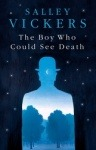 SALLEY
VICKERS
The Boy Who
Could See Death